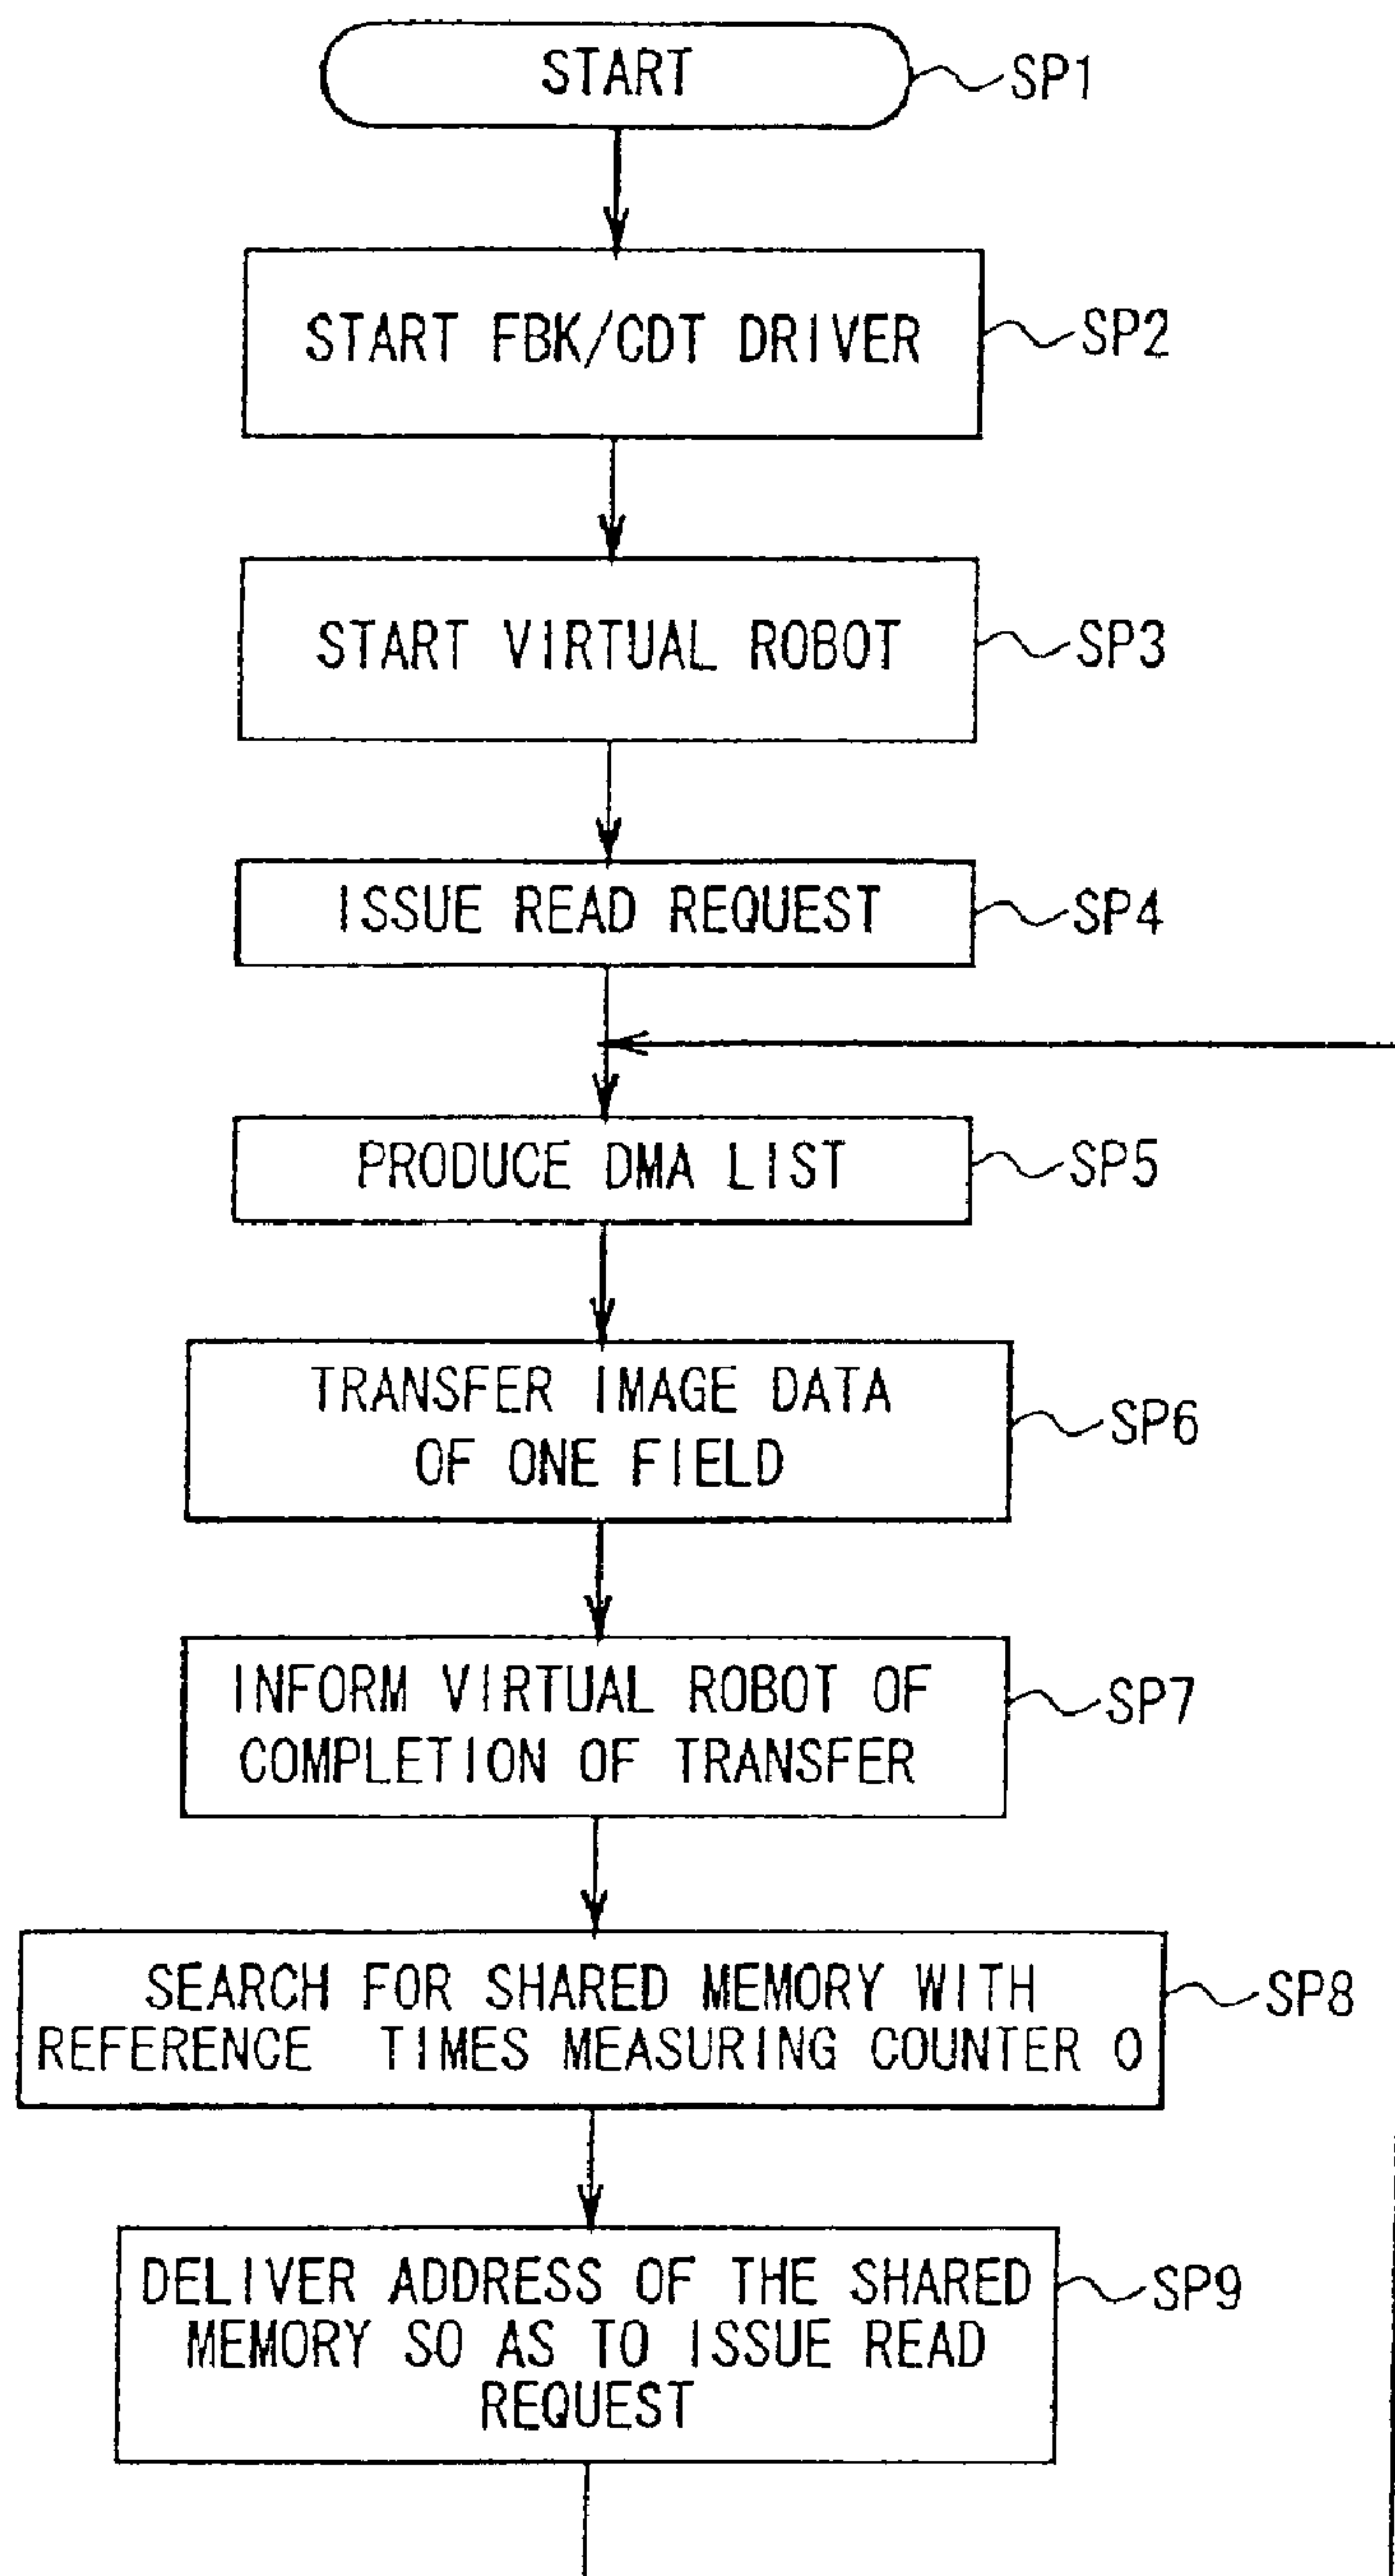 START
SP1
START FBK/CDT DRIVER
SP2
START VIRTUAL ROBOT
SP3
ISSUE READ REQUEST
SP4
PRODUCE DMA LIST
SP5
TRANSFER IMAGE DATA
OF ONE FIELD
SP6
INFORM VIRTUAL ROBOT OF
COMPLETION OF TRANSFER
SP7
SEARCH FOR SHARED MEMORY WITH
REFERENCE TIMES MEASURING COUNTER 0
SP8
DELIVER ADDRESS OF THE SHARED
MEMORY SO AS TO ISSUE READ
REQUEST
SP9